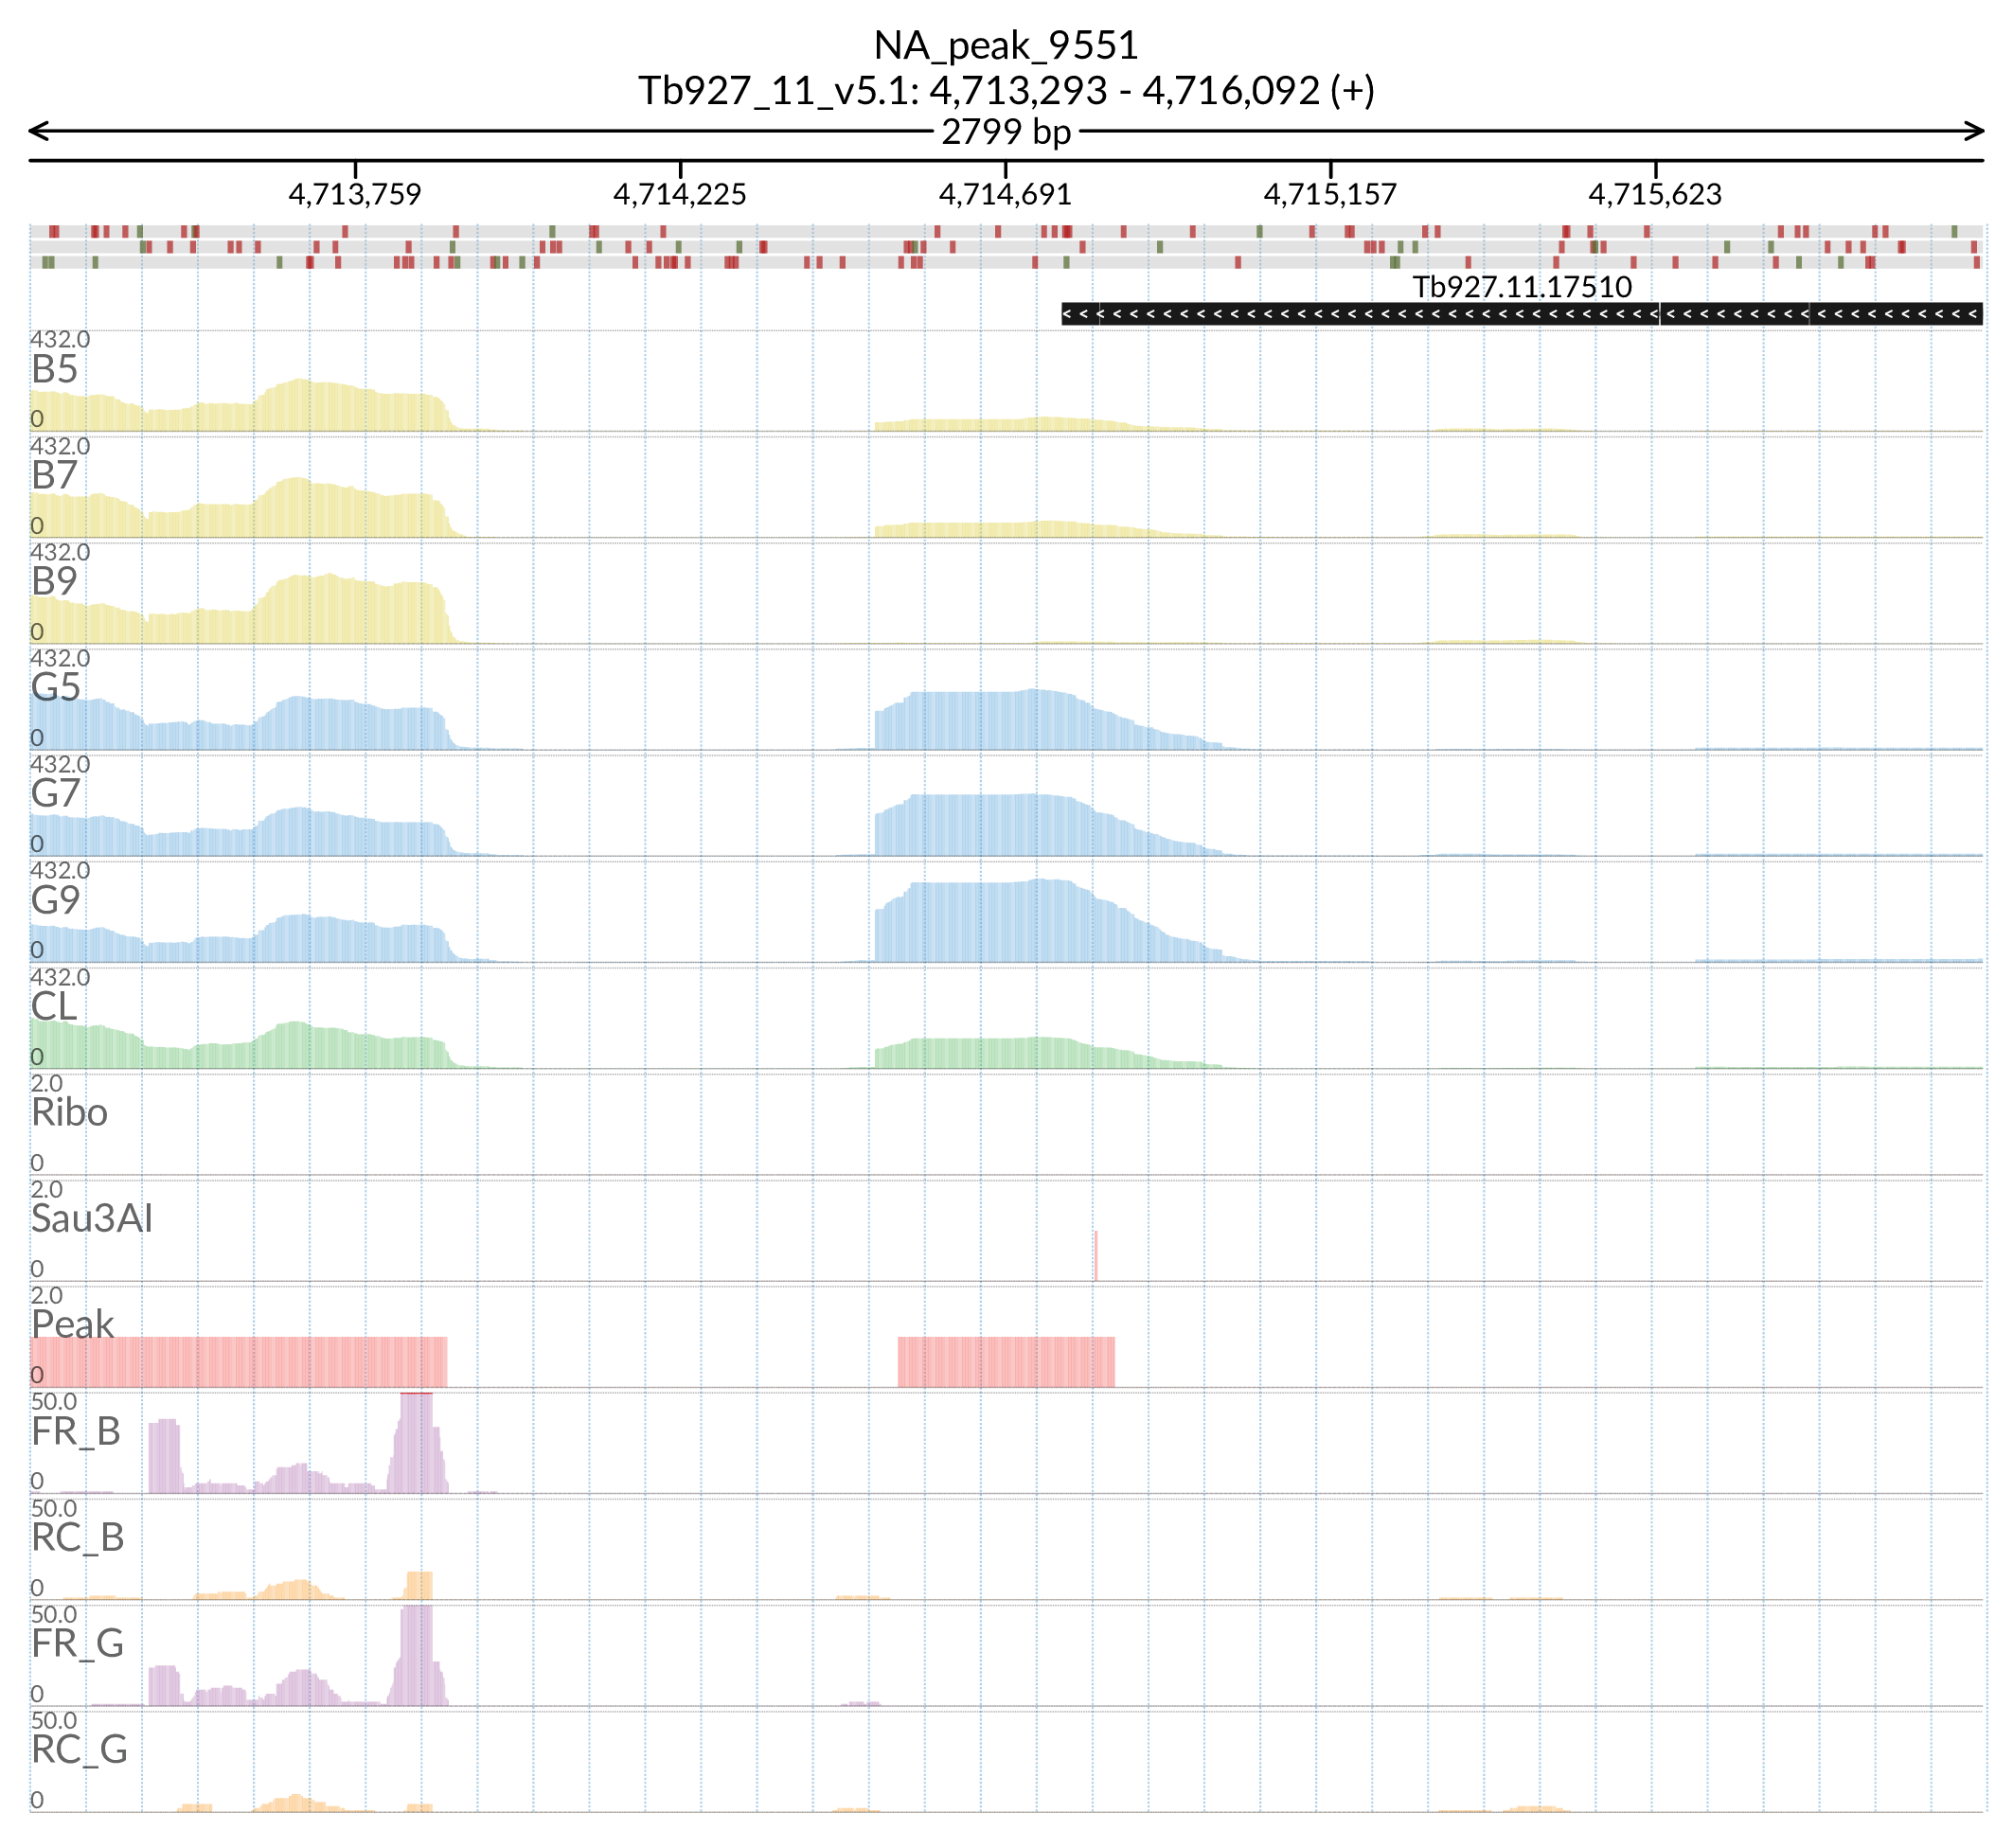 NA_peak_9551
Tb927_11_v5.1: 4,713,293 - 4,716,092 (+)
2799 bp
4,713,759 4,714,225 4,714,691 4,715,157 4,715,623
Tb927.11.17510
432.0
B5
0
432.0
B7
0
432.0
B9
0
432.0
G5
0
432.0
G7
0
432.0
G9
0
432.0
CL
0
2.0
Ribo
0
2.0
Sau3AI
0
2.0
Peak
0
50.0
FR_B
0
50.0
RC_B
0
50.0
FR_G
0
50.0
RC_G
0